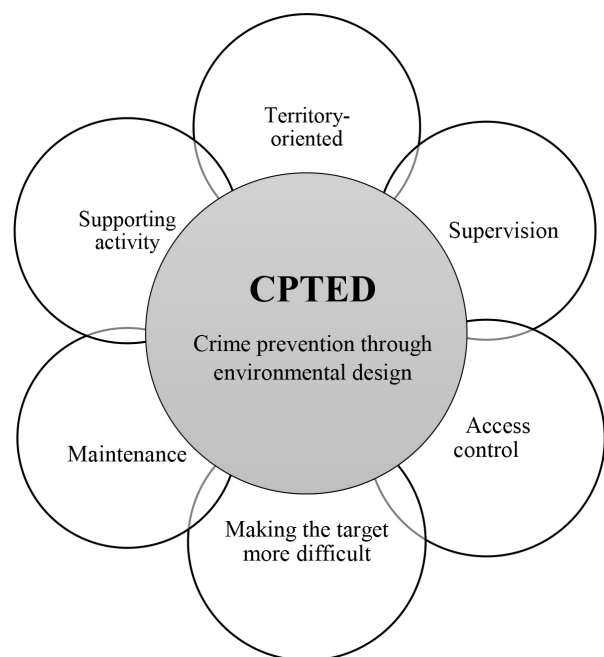 Territory-
oriented
Supporting
activity
Supervision
CPTED
Crime prevention through
environmental design
Maintenance
Access
control
Making the target
more difficult